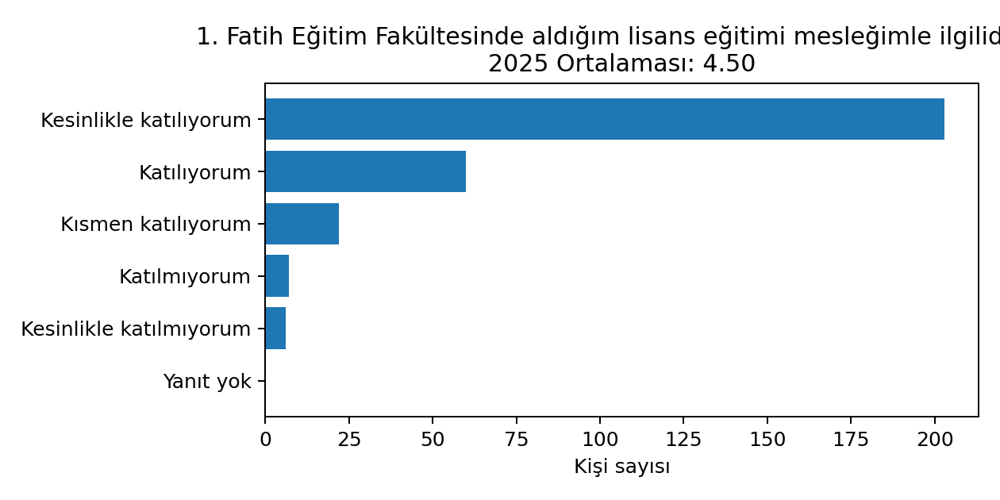 1. Fatih Eğitim Fakültesinde aldığım lisans eğitimi mesleğimle
2025 Ortalaması: 4.50
Kesinlikle katılıyorum
Katılıyorum
Kısmen katılıyorum
Katılmıyorum
Kesinlikle katılmıyorum
Yanıt yok
0 25 50 75 100 125 150 175 200
Kişi sayısı